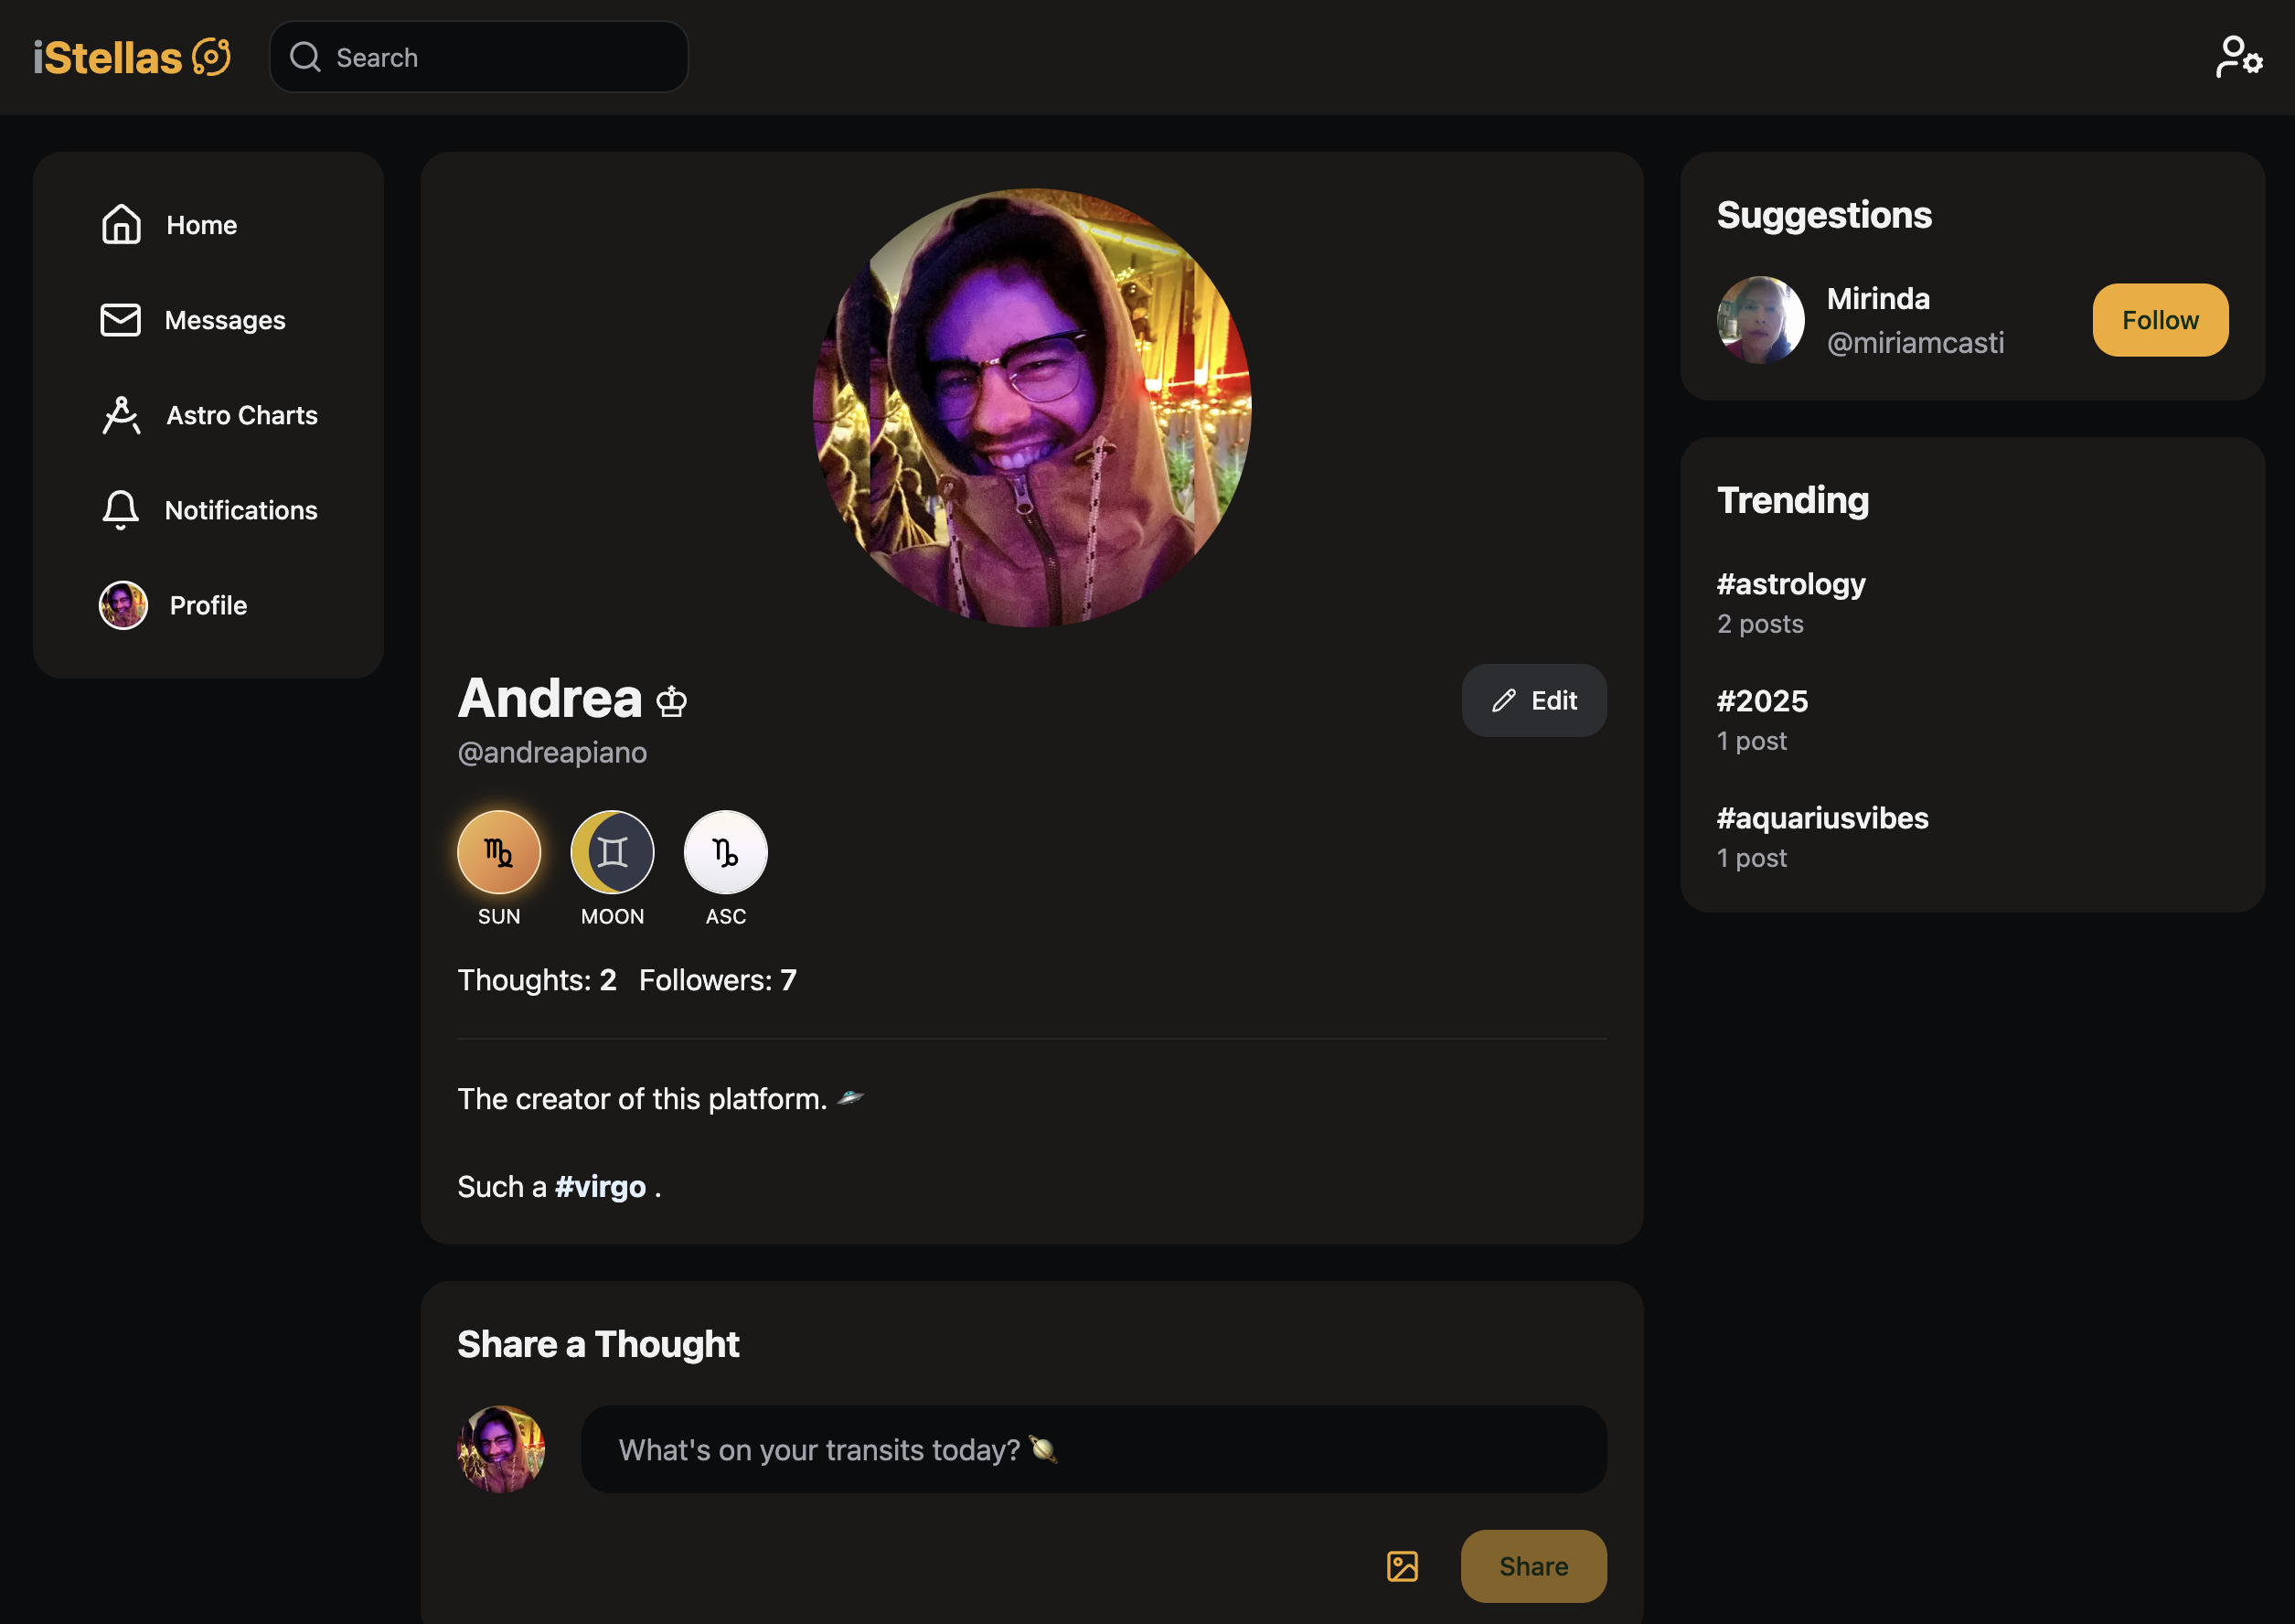 iStellas
Search
Home
Messages
Astro Charts
Notifications
Profile
Andrea ♔
@andreapiano
Edit
♍ ♊ ♑
SUN MOON ASC
Thoughts: 2 Followers: 7
The creator of this platform. 🛸
Such a #virgo .
Share a Thought
What's on your transits today? 🪐
Share
Suggestions
Mirinda
@miriamcasti
Follow
Trending
#astrology
2 posts
#2025
1 post
#aquariusvibes
1 post